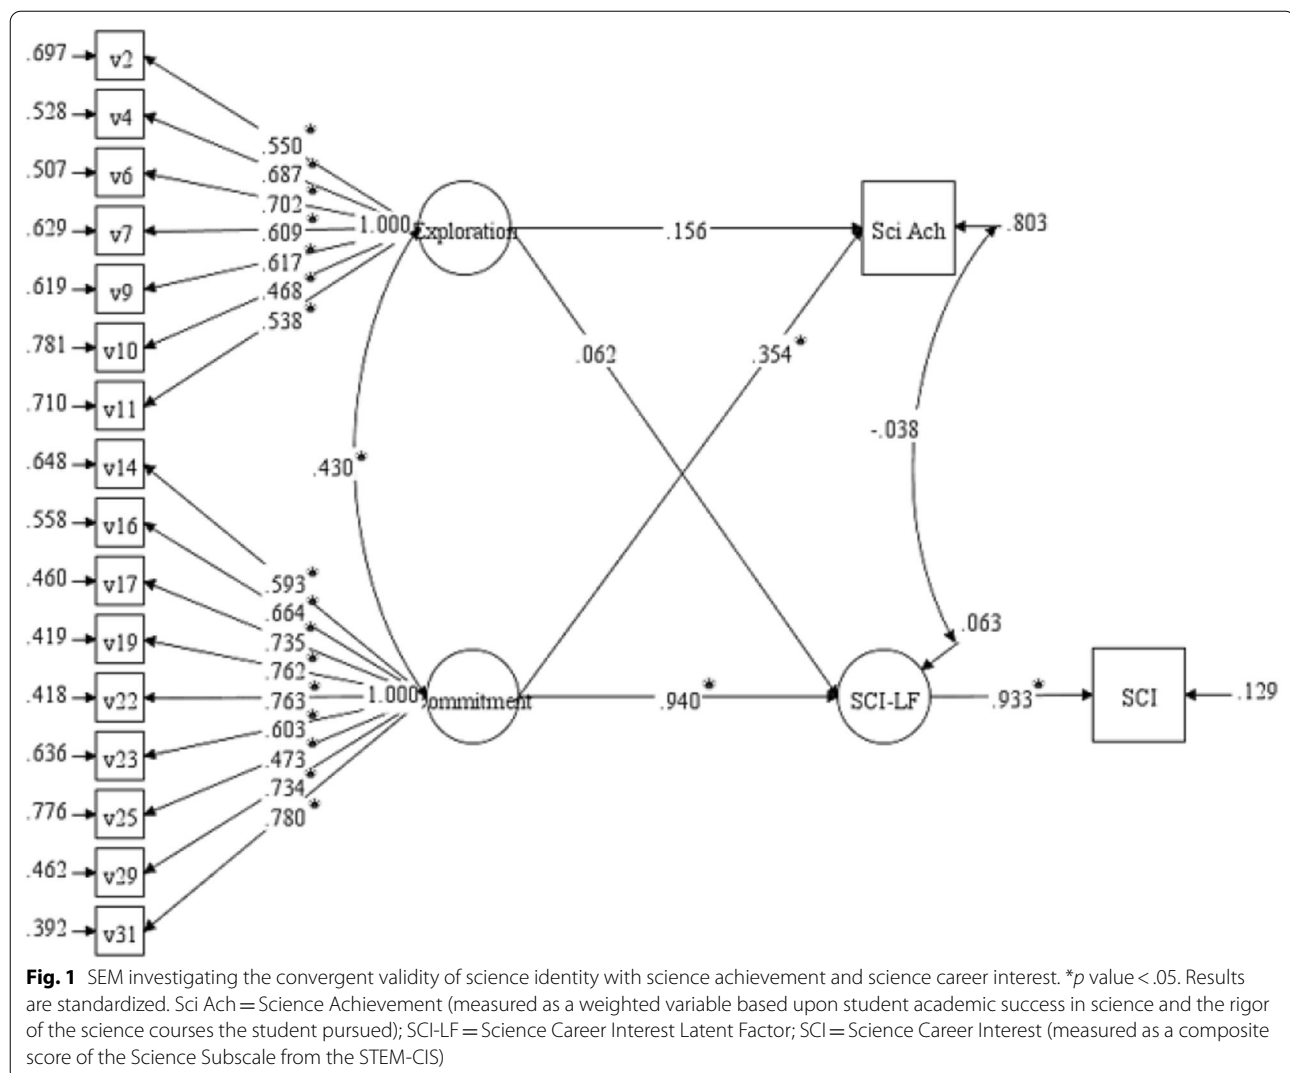 .697 v2
.528 v4
.507 v6
.629 v7
.619 v9
.781 v10
.710 v11
.648 v14
.558 v16
.460 v17
.419 v19
.418 v22
.636 v23
.776 v25
.462 v29
.392 v31
.550*
.687*
.702*
.609*
.617*
.468*
.538*
1.000 Exploration
.430*
.593*
.664*
.735*
.762*
.763*
.603*
.473*
.734*
.780*
1.000 ommitment
.156
.062
.354*
.940*
Sci Ach .803
-.038
.063
SCI-LF .933* SCI .129
Fig. 1 SEM investigating the convergent validity of science identity with science achievement and science career interest. *p value < .05. Results
are standardized. Sci Ach = Science Achievement (measured as a weighted variable based upon student academic success in science and the rigor
of the science courses the student pursued); SCI-LF = Science Career Interest Latent Factor; SCI = Science Career Interest (measured as a composite
score of the Science Subscale from the STEM-CIS)